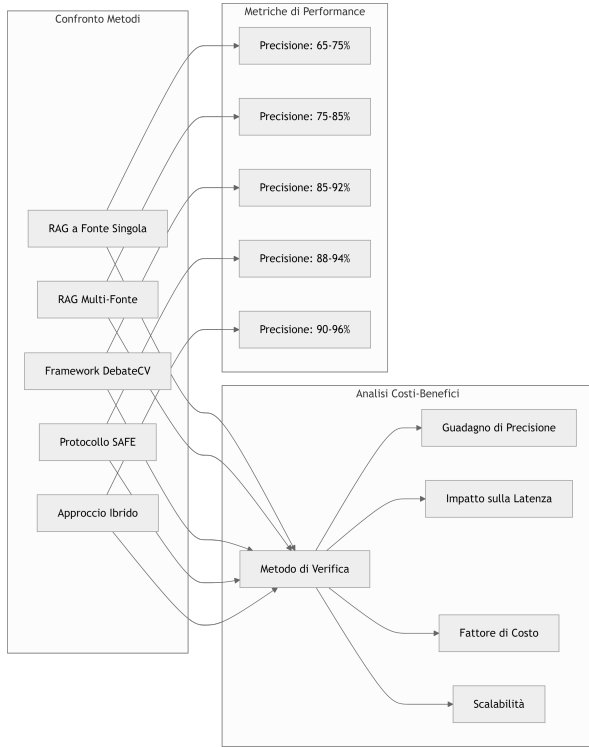 Confronto Metodi
RAG a Fonte Singola
RAG Multi-Fonte
Framework DebateCV
Protocollo SAFE
Approccio Ibrido
Metriche di Performance
Precisione: 65-75%
Precisione: 75-85%
Precisione: 85-92%
Precisione: 88-94%
Precisione: 90-96%
Analisi Costi-Benefici
Metodo di Verifica
Guadagno di Precisione
Impatto sulla Latenza
Fattore di Costo
Scalabilità